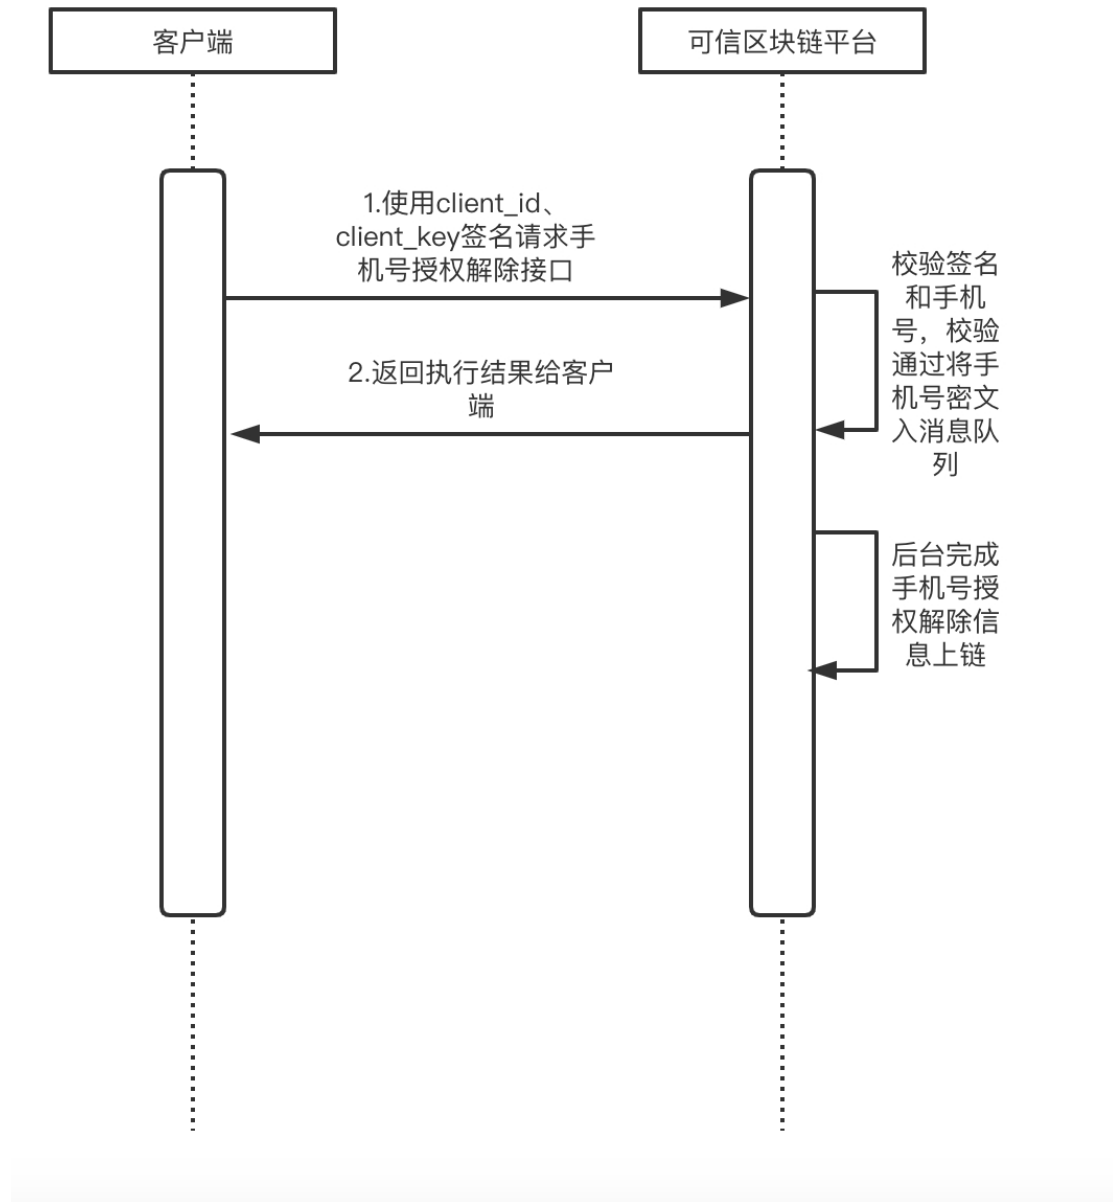 客户端
可信区块链平台
1.使用client_id、
client_key签名请求手
机号授权解除接口
校验签名
和手机
号，校验
通过将手
机号密文
入消息队
列
2.返回执行结果给客户
端
后台完成
手机号授
权解除信
息上链